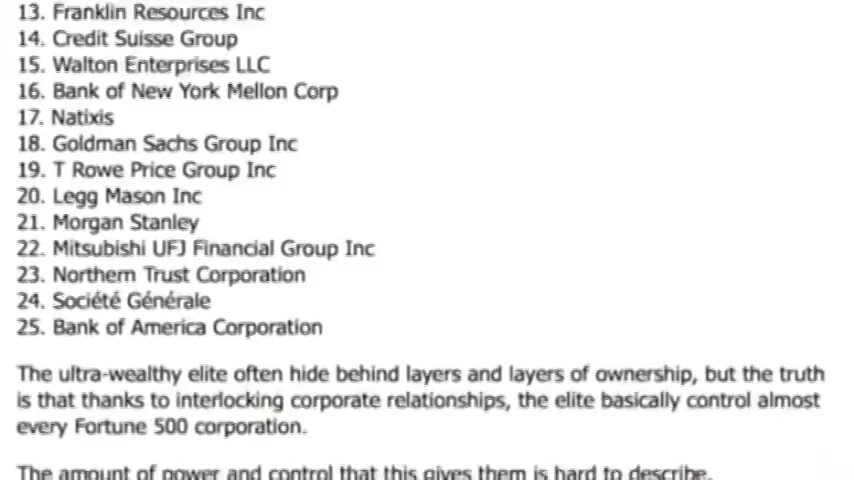 13. Franklin Resources Inc
14. Credit Suisse Group
15. Walton Enterprises LLC
16. Bank of New York Mellon Corp
17. Natixis
18. Goldman Sachs Group Inc
19. T Rowe Price Group Inc
20. Legg Mason Inc
21. Morgan Stanley
22. Mitsubishi UFJ Financial Group Inc
23. Northern Trust Corporation
24. Société Générale
25. Bank of America Corporation
The ultra-wealthy elite often hide behind layers and layers of ownership, but the truth
is that thanks to interlocking corporate relationships, the elite basically control almost
every Fortune 500 corporation.
The amount of power and control that this gives them is hard to describe.